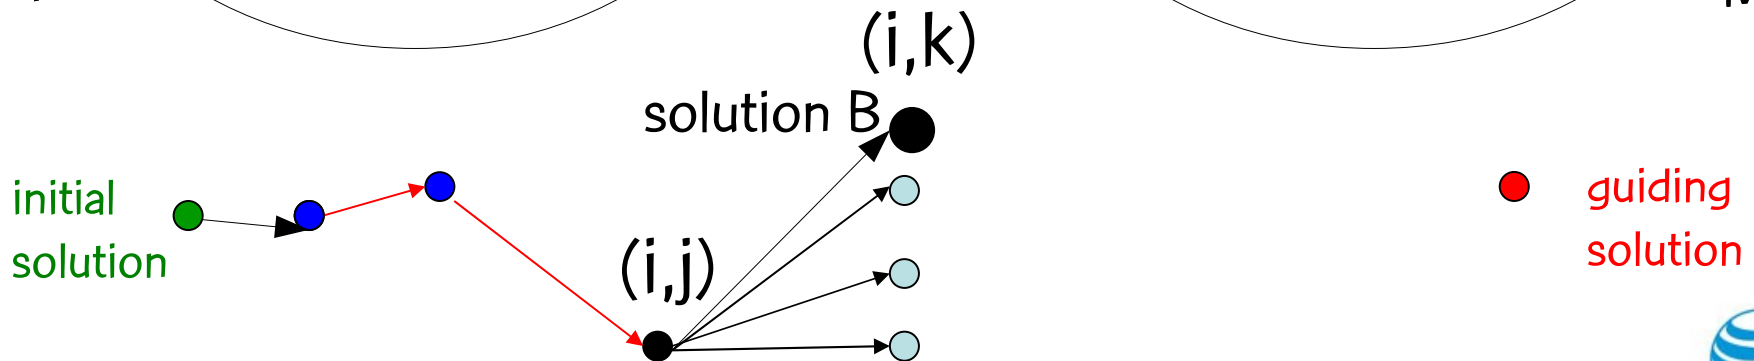 (i,k)
solution B
initial
solution
(i,j)
guiding
solution